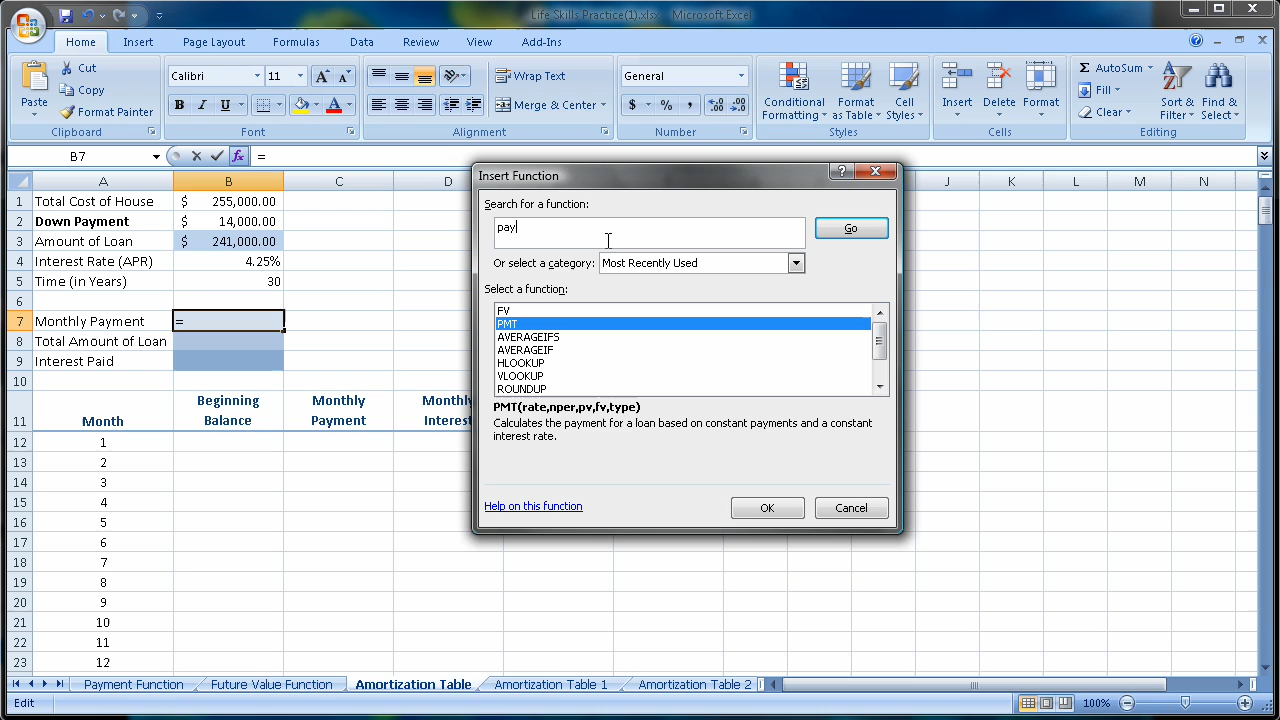 Life Skills Practice(1).xlsx - Microsoft Excel
Home Insert Page Layout Formulas Data Review View Add-Ins
Paste Cut Copy Format Painter
Calibri 11 A A
B I U A
Wrap Text
Merge & Center
General
$ % ,
Conditional Formatting Format as Table Cell Styles
Insert Delete Format
Σ AutoSum Fill Clear
Sort & Filter Find & Select
Clipboard Font Alignment Number Styles Cells Editing
B7 fx =
A B C D J K L M N
1 Total Cost of House $ 255,000.00
2 Down Payment $ 14,000.00
3 Amount of Loan $ 241,000.00
4 Interest Rate (APR) 4.25%
5 Time (in Years) 30
6
7 Monthly Payment =
8 Total Amount of Loan
9 Interest Paid
10
Beginning Monthly Monthly
11 Month Balance Payment Interest
12 1
13 2
14 3
15 4
16 5
17 6
18 7
19 8
20 9
21 10
22 11
23 12
Insert Function ?
Search for a function:
pay
Go
Or select a category: Most Recently Used
Select a function:
FV
PMT
AVERAGEIFS
AVERAGEIF
HLOOKUP
VLOOKUP
ROUNDUP
PMT(rate,nper,pv,fv,type)
Calculates the payment for a loan based on constant payments and a constant
interest rate.
Help on this function OK Cancel
Payment Function Future Value Function Amortization Table Amortization Table 1 Amortization Table 2
Edit 100%